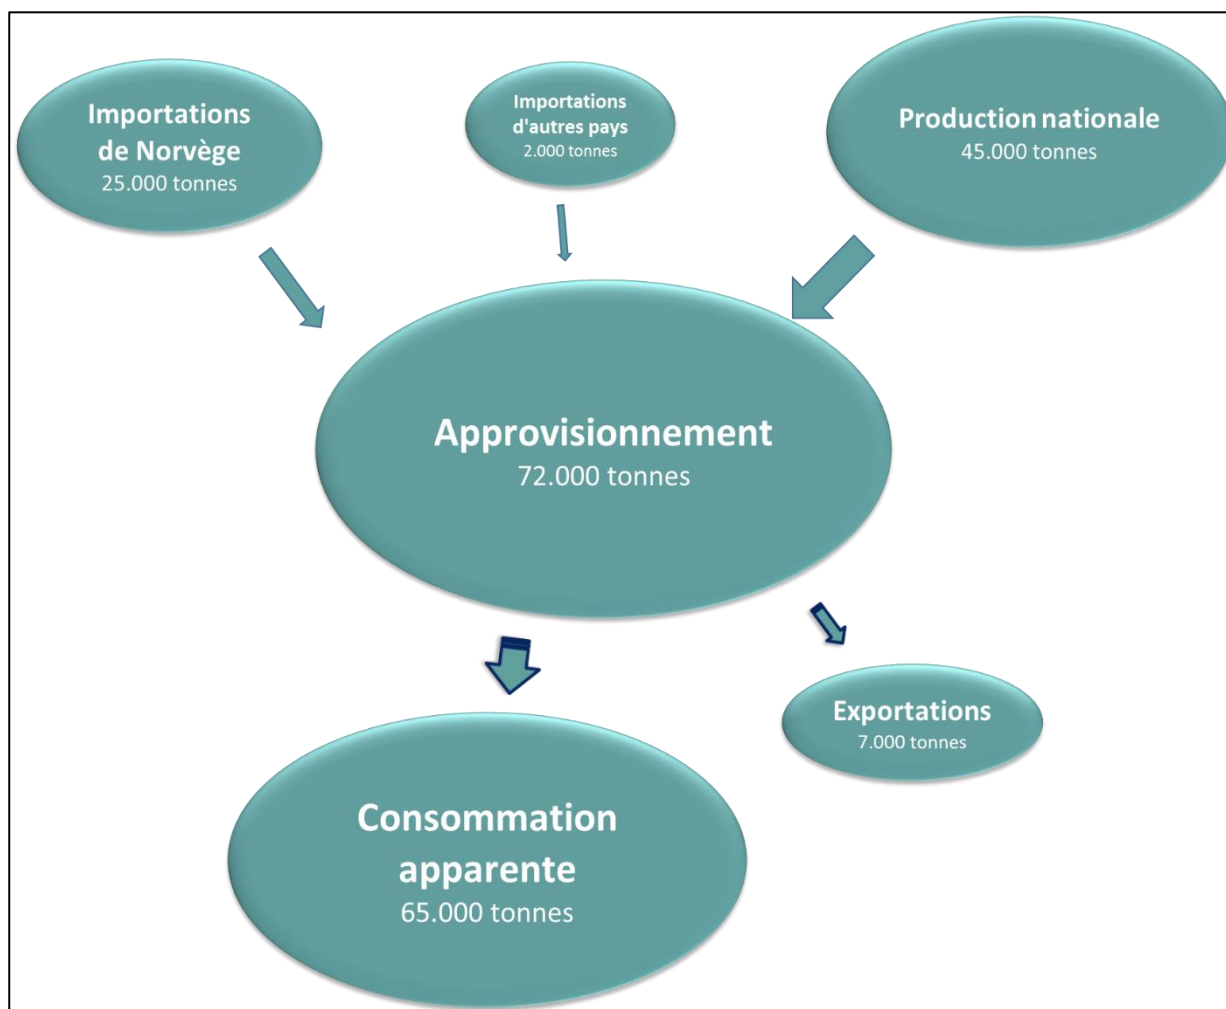 Importations
de Norvège
25.000 tonnes
Importations
d'autres pays
2.000 tonnes
Production nationale
45.000 tonnes
Approvisionnement
72.000 tonnes
Exportations
7.000 tonnes
Consommation
apparente
65.000 tonnes